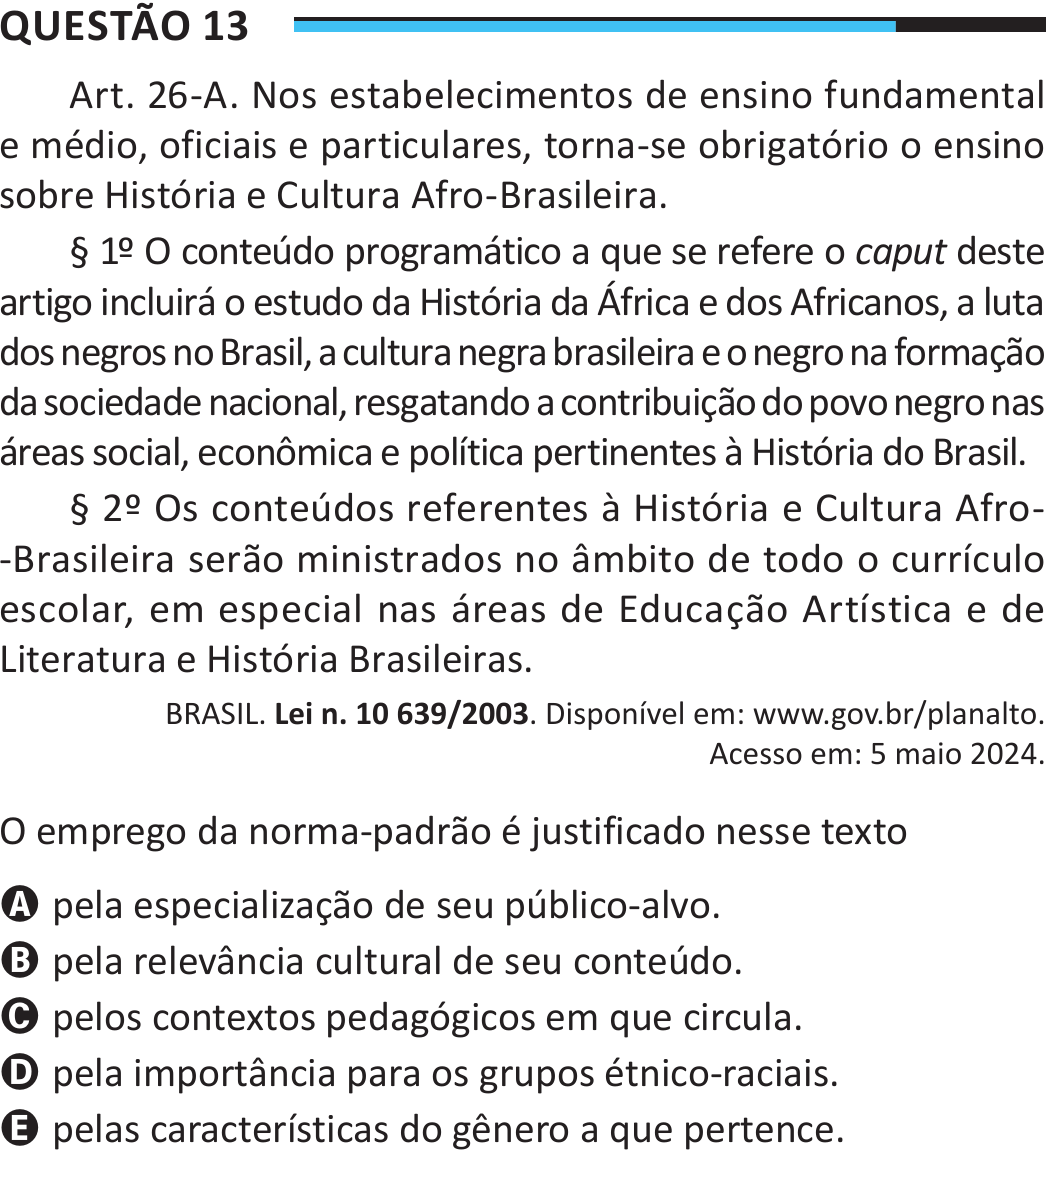 QUESTÃO 13
Art. 26-A. Nos estabelecimentos de ensino fundamental
e médio, oficiais e particulares, torna-se obrigatório o ensino
sobre História e Cultura Afro-Brasileira.
§ 1º O conteúdo programático a que se refere o caput deste
artigo incluirá o estudo da História da África e dos Africanos, a luta
dos negros no Brasil, a cultura negra brasileira e o negro na formação
da sociedade nacional, resgatando a contribuição do povo negro nas
áreas social, econômica e política pertinentes à História do Brasil.
§ 2º Os conteúdos referentes à História e Cultura Afro-
-Brasileira serão ministrados no âmbito de todo o currículo
escolar, em especial nas áreas de Educação Artística e de
Literatura e História Brasileiras.
BRASIL. Lei n. 10 639/2003. Disponível em: www.gov.br/planalto.
Acesso em: 5 maio 2024.
O emprego da norma-padrão é justificado nesse texto
A pela especialização de seu público-alvo.
B pela relevância cultural de seu conteúdo.
C pelos contextos pedagógicos em que circula.
D pela importância para os grupos étnico-raciais.
E pelas características do gênero a que pertence.